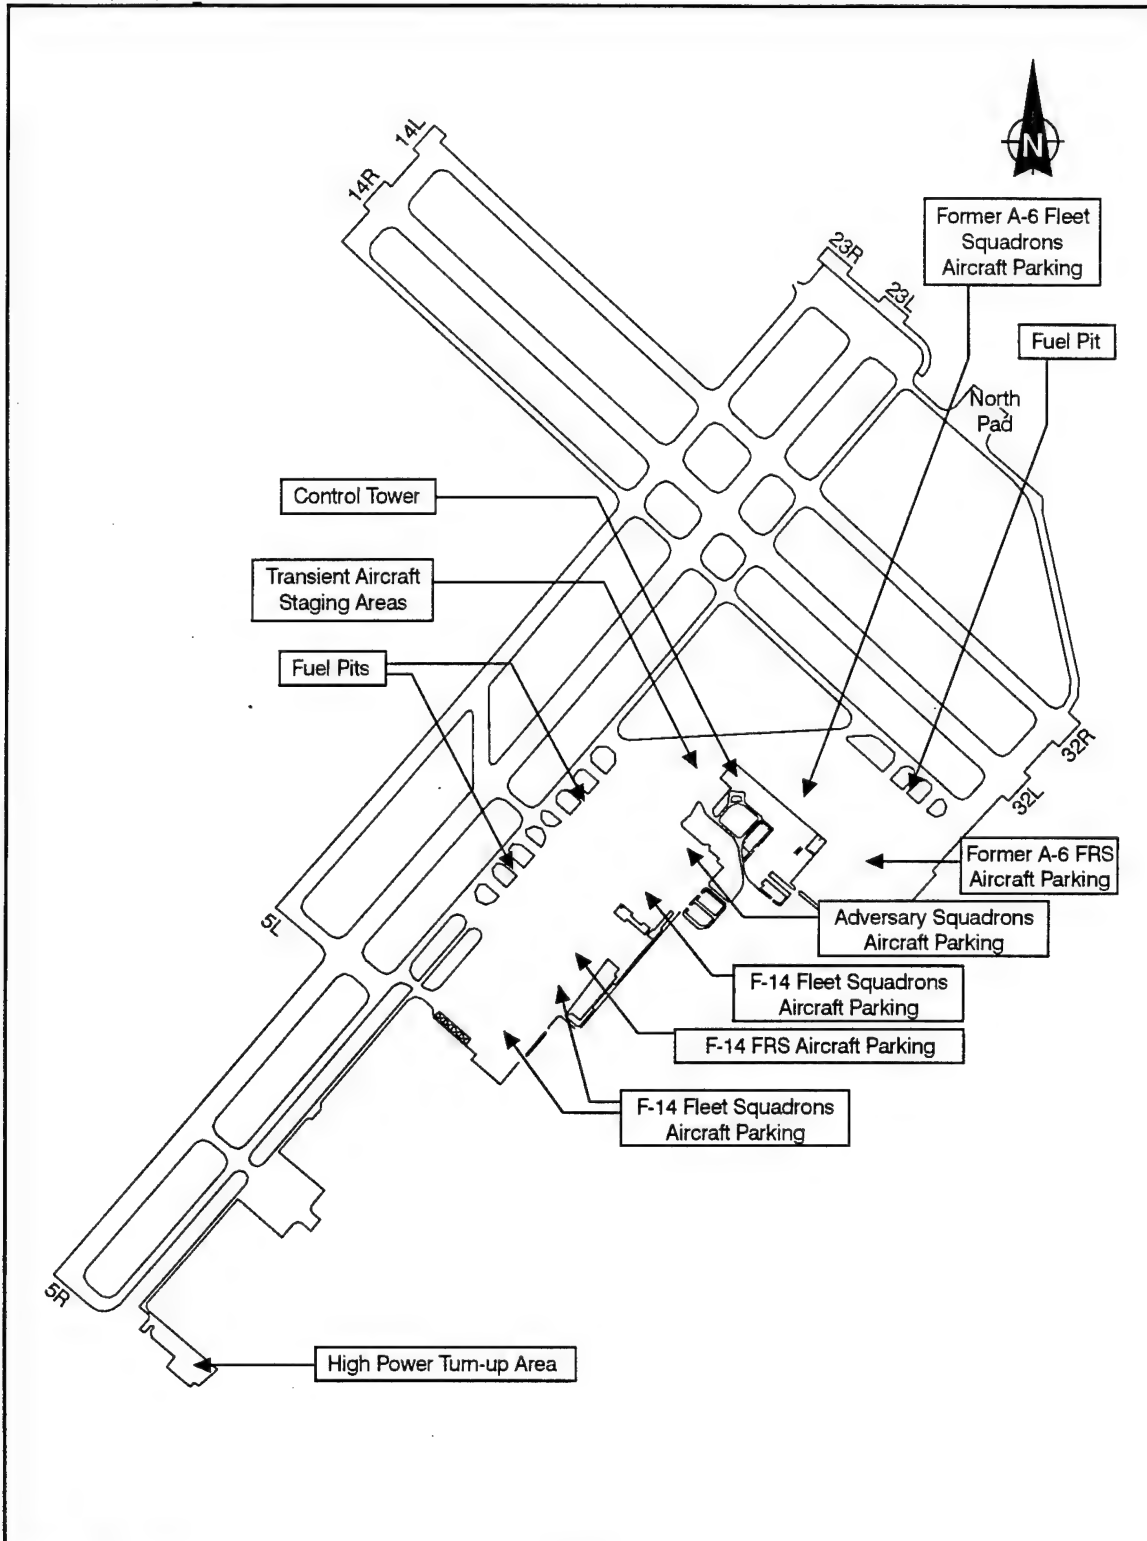 14L
14R
N
Former A-6 Fleet
Squadrons
Aircraft Parking
23R
23L
Fuel Pit
North
Pad
Control Tower
Transient Aircraft
Staging Areas
Fuel Pits
32R
32L
Former A-6 FRS
Aircraft Parking
5L
Adversary Squadrons
Aircraft Parking
F-14 Fleet Squadrons
Aircraft Parking
F-14 FRS Aircraft Parking
F-14 Fleet Squadrons
Aircraft Parking
5R
High Power Turn-up Area